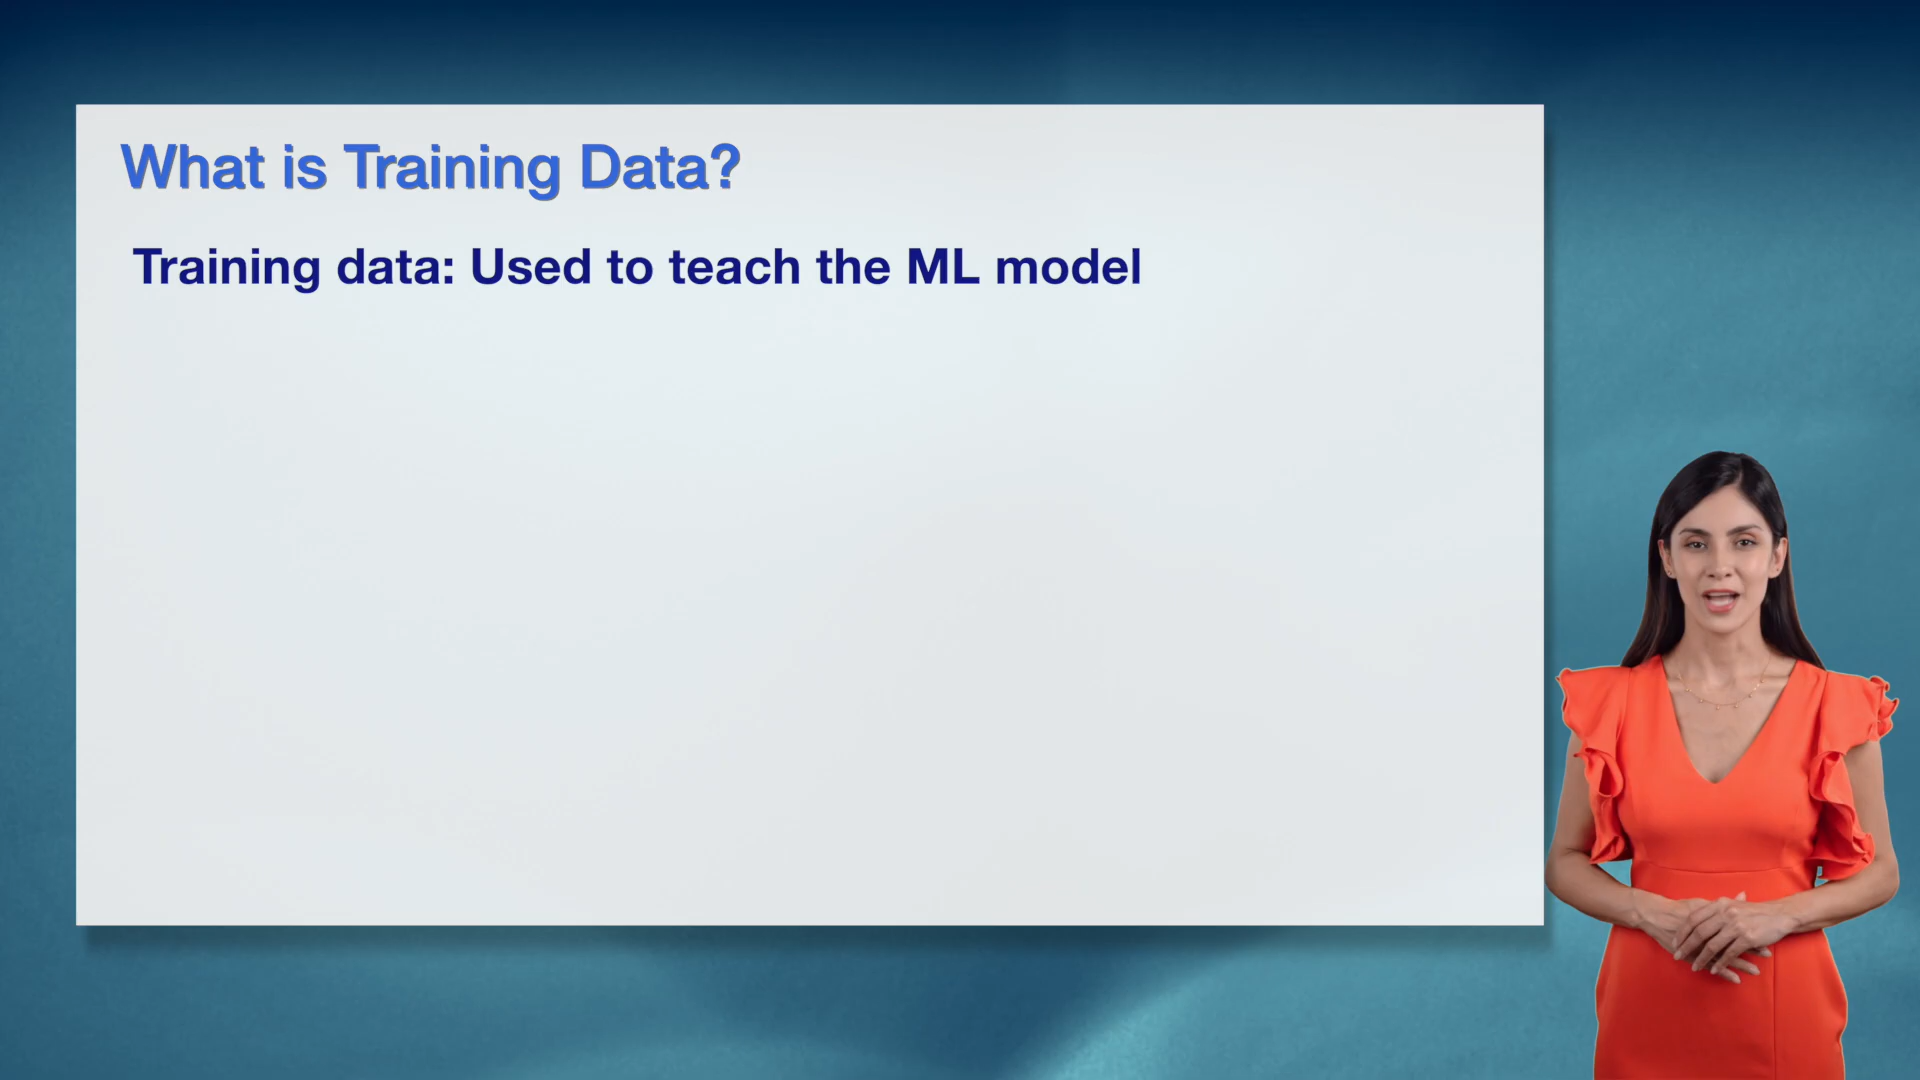 What is Training Data?
Training data: Used to teach the ML model